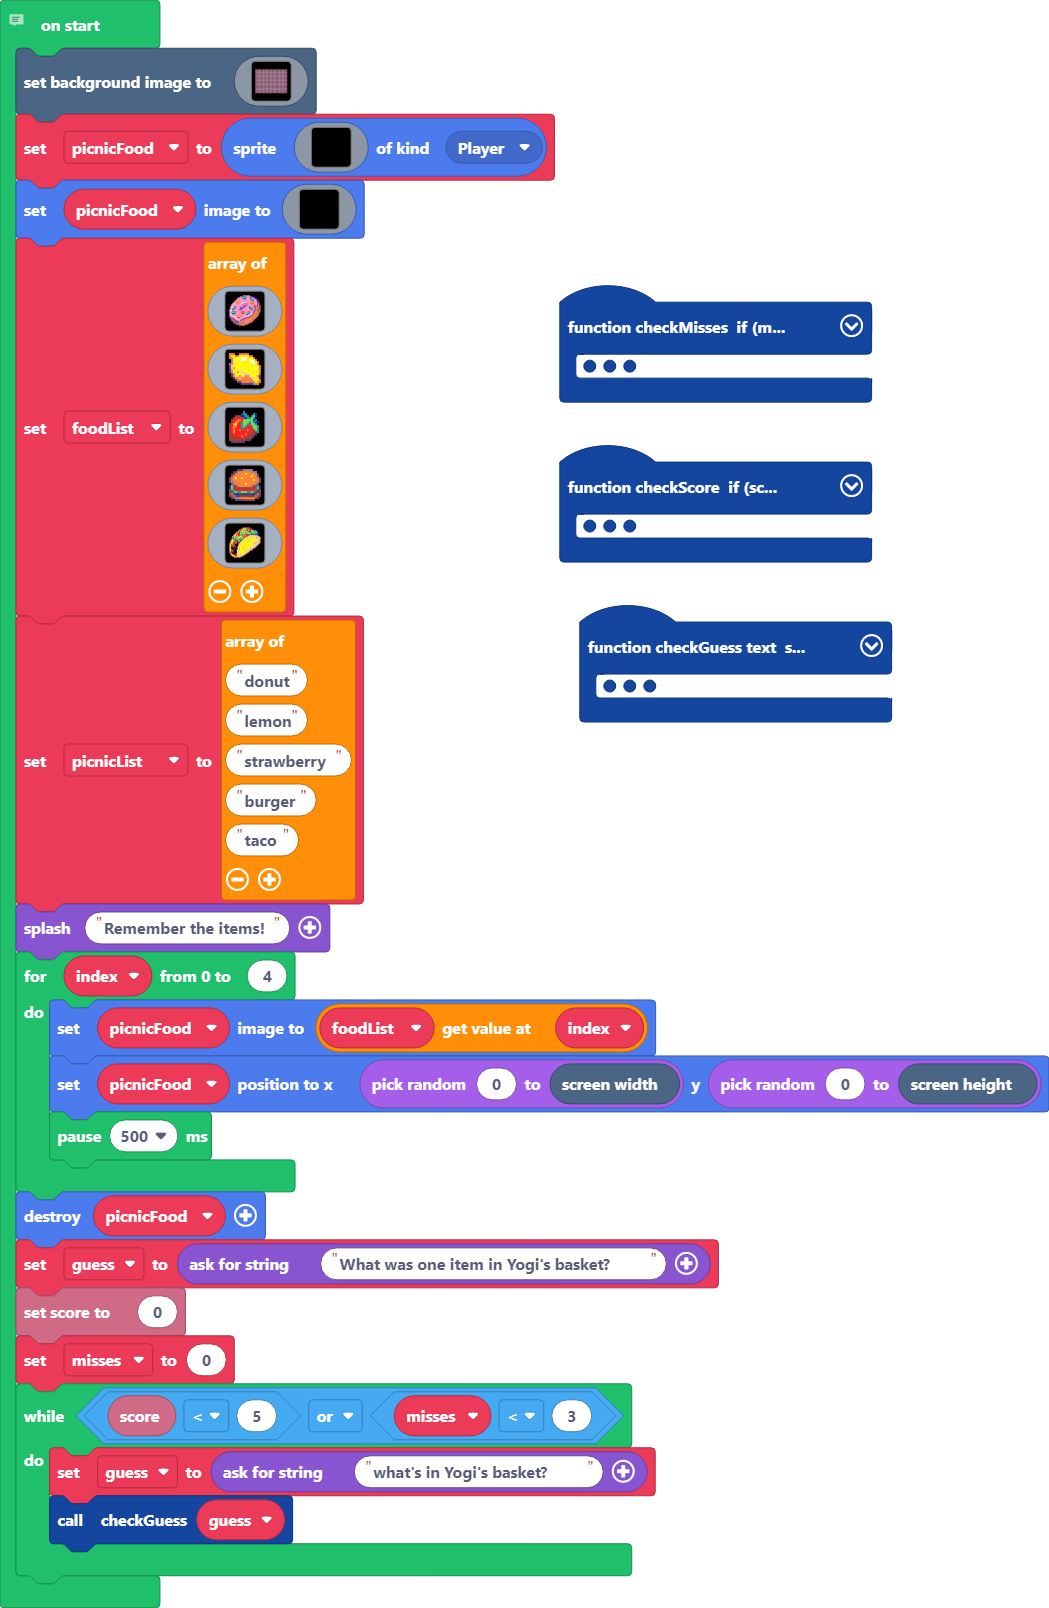 on start
set background image to
set picnicFood to sprite of kind Player
set picnicFood image to
array of
set foodList to
function checkMisses if (m...
function checkScore if (sc...
function checkGuess text s...
array of
"donut"
"lemon"
"strawberry "
set picnicList to
"burger "
"taco "
splash "Remember the items! "
for index from 0 to 4
do
set picnicFood image to foodList get value at index
set picnicFood position to x pick random 0 to screen width y pick random 0 to screen height
pause 500 ms
destroy picnicFood
set guess to ask for string "What was one item in Yogi's basket? "
set score to 0
set misses to 0
while score < 5 or misses < 3
do
set guess to ask for string "what's in Yogi's basket? "
call checkGuess guess